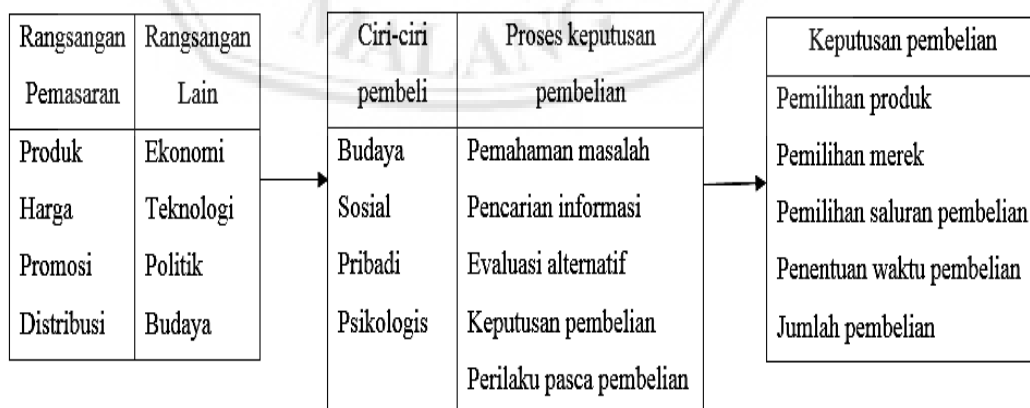 MALANG
Rangsangan
Pemasaran
Rangsangan
Lain
Produk
Harga
Promosi
Distribusi
Ekonomi
Teknologi
Politik
Budaya
Ciri-ciri
pembeli
Proses keputusan
pembelian
Budaya
Sosial
Pribadi
Psikologis
Pemahaman masalah
Pencarian informasi
Evaluasi alternatif
Keputusan pembelian
Perilaku pasca pembelian
Keputusan pembelian
Pemilihan produk
Pemilihan merek
Pemilihan saluran pembelian
Penentuan waktu pembelian
Jumlah pembelian